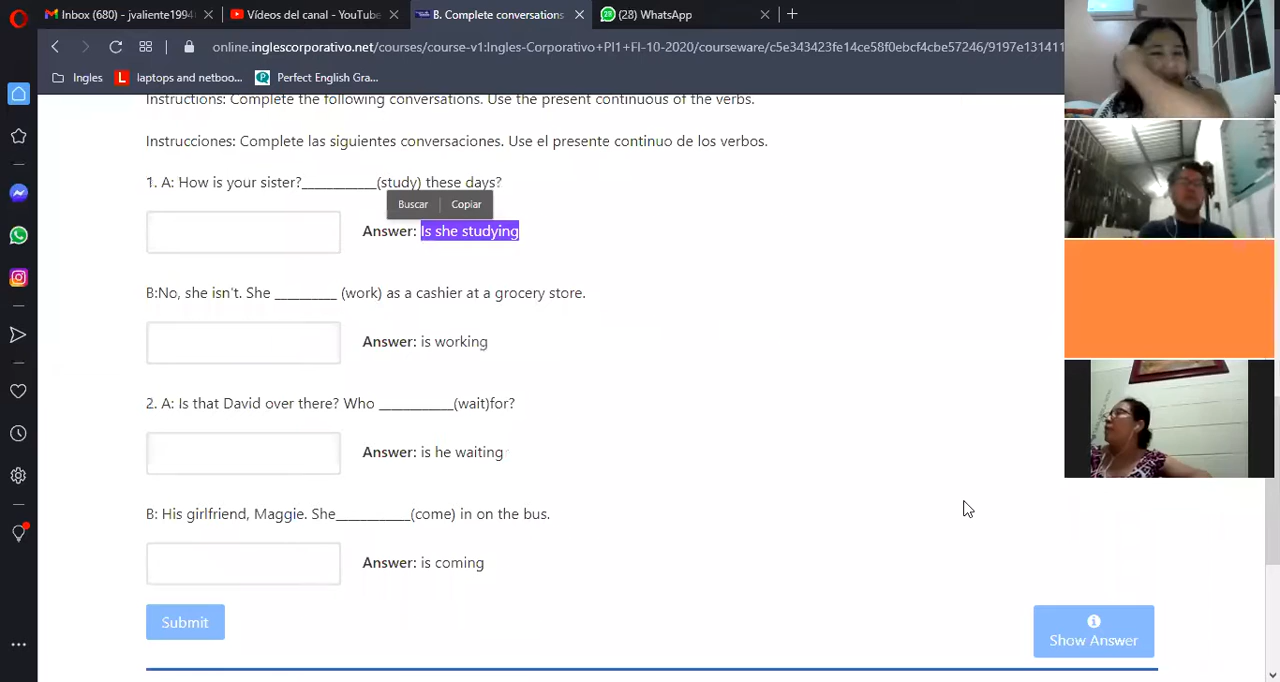 Inbox (680) - jvaliente1994
Vídeos del canal - YouTube
B. Complete conversations
(28) WhatsApp
online.inglescorporativo.net/courses/course-v1:Ingles-Corporativo+PI1+FI-10-2020/courseware/c5e343423fe14ce58f0ebcf4cbe57246/9197e131411
Ingles
laptops and netboo...
Perfect English Gra...
Instructions: Complete the following conversations. Use the present continuous of the verbs.
Instrucciones: Complete las siguientes conversaciones. Use el presente continuo de los verbos.
1. A: How is your sister?___________(study) these days?
Buscar
Copiar
Answer: Is she studying
B:No, she isn't. She _________ (work) as a cashier at a grocery store.
Answer: is working
2. A: Is that David over there? Who ___________(wait)for?
Answer: is he waiting
B: His girlfriend, Maggie. She___________(come) in on the bus.
Answer: is coming
Submit
Show Answer